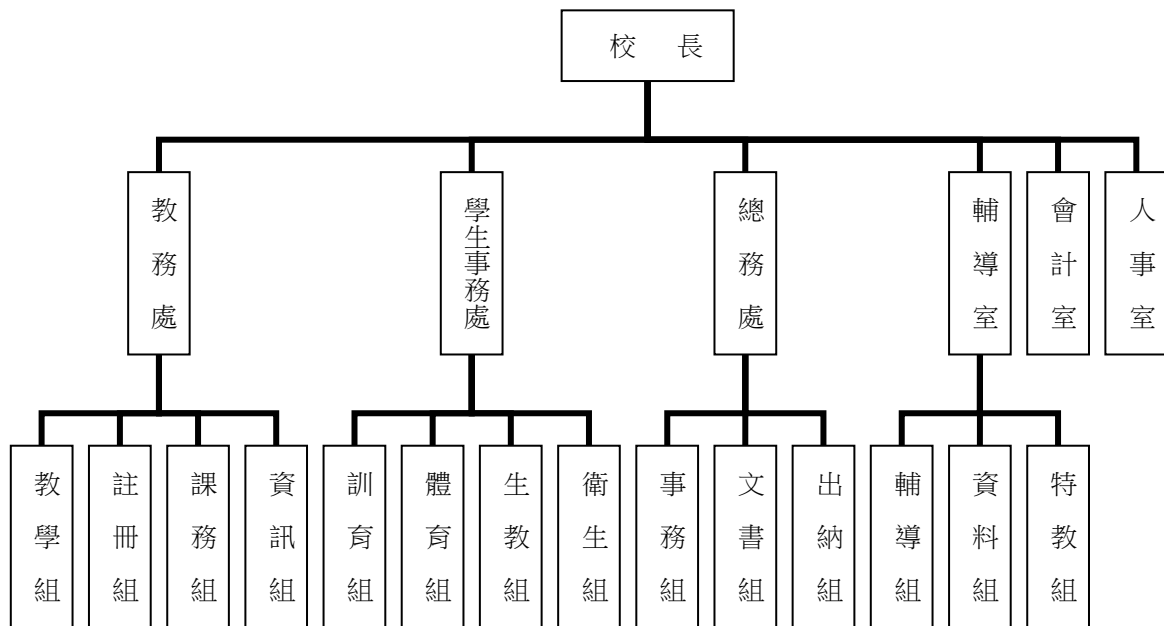 校長
教務處
學生事務處
總務處
輔導室
會計室
人事室
教學組
註冊組
課務組
資訊組
訓育組
體育組
生教組
衛生組
事務組
文書組
出納組
輔導組
資料組
特教組